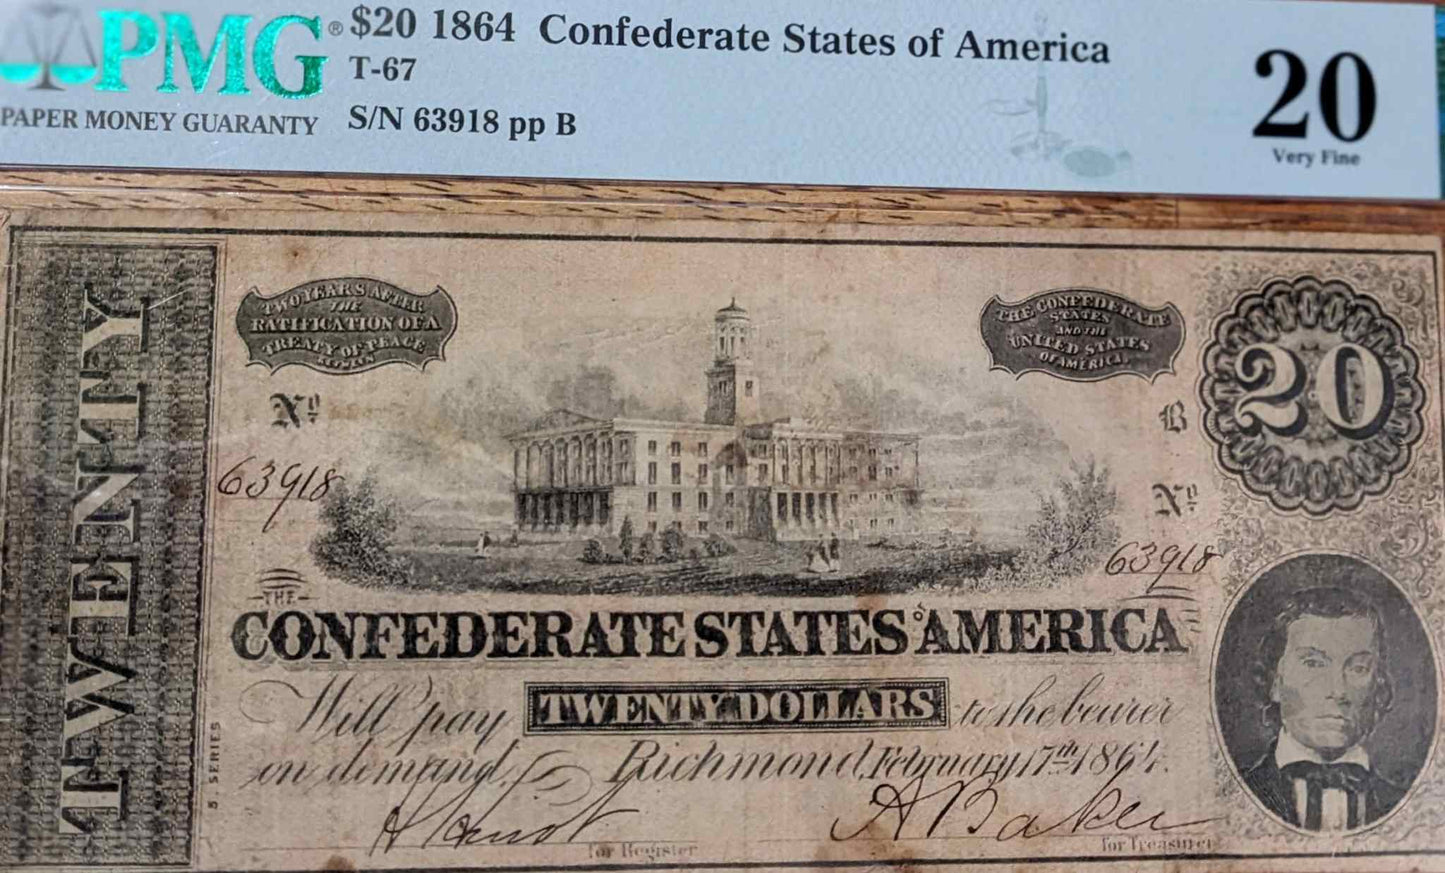 PMG ®
PAPER MONEY GUARANTY
$20 1864 Confederate States of America
T-67
S/N 63918 pp B
20
Very Fine
TWENTY
TWO YEARS AFTER
THE
RATIFICATION OF A
TREATY OF PEACE
BETWEEN
THE CONFEDERATE
STATES
AND THE
UNITED STATES
OF AMERICA.
20
Nº
B
63918
Nº
63918
THE
CONFEDERATE STATES OF AMERICA
Will pay TWENTY DOLLARS to the bearer
on demand. Richmond, February 17th 1864.
5 SERIES
A Baker
for Register
for Treasurer